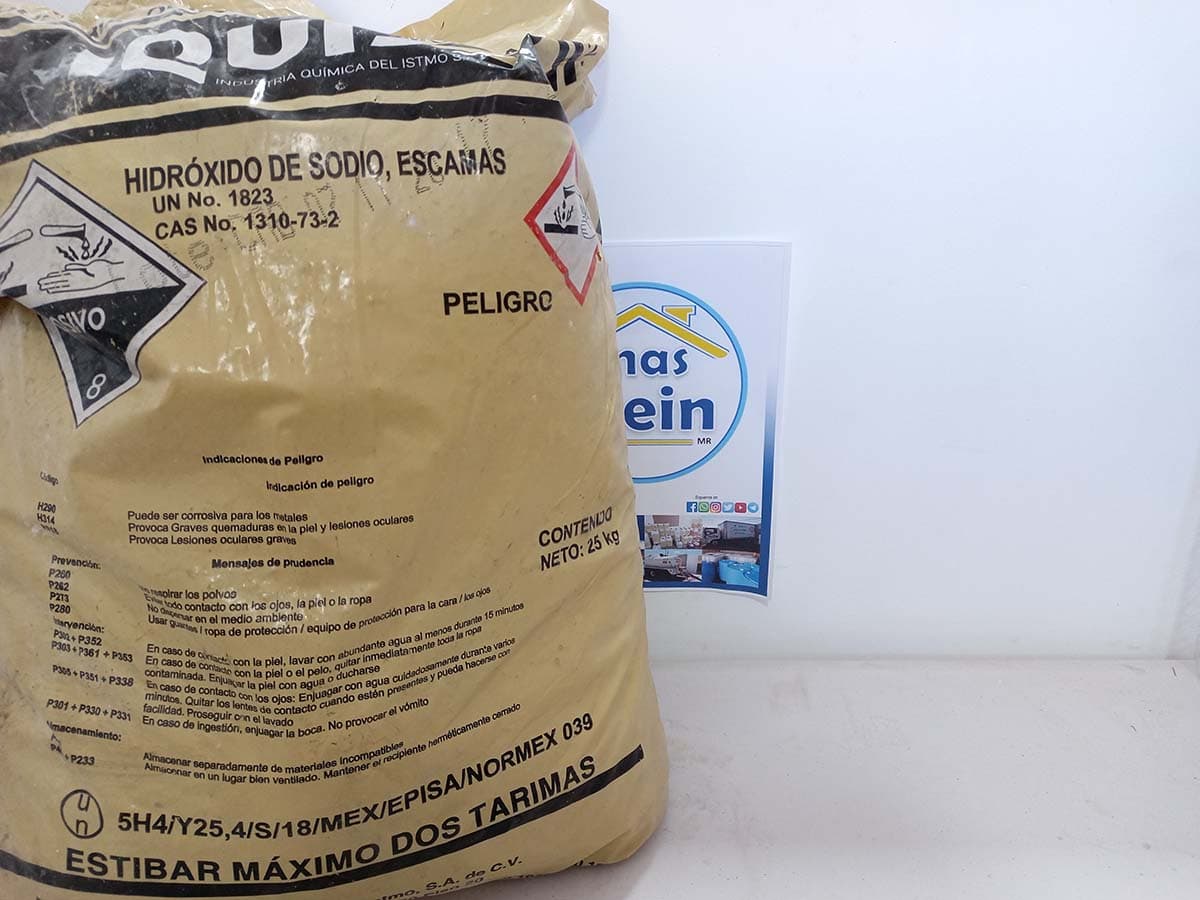 INDUSTRIA QUÍMICA DEL ISTMO S.
HIDRÓXIDO DE SODIO, ESCAMAS
UN No. 1823
CAS No. 1310-73-2
PELIGRO
OSIVO
8
nas
ein
MR
Indicaciones de Peligro
Código
Indicación de peligro
H290
Puede ser corrosiva para los metales
H314
Provoca Graves quemaduras en la piel y lesiones oculares
Provoca Lesiones oculares graves
CONTENIDO
NETO: 25 kg
Mensajes de prudencia
Prevención:
P260
respirar los polvos
P262
Evitar todo contacto con los ojos, la piel o la ropa
P273
No dispersar en el medio ambiente
P280
Usar guantes / ropa de protección / equipo de protección para la cara / los ojos
Intervención:
P302 + P352
En caso de contacto con la piel, lavar con abundante agua al menos durante 15 minutos
P303 + P361 + P353
En caso de contacto con la piel o el pelo, quitar inmediatamente toda la ropa
contaminada. Enjuagar la piel con agua o ducharse
P305 + P351 + P338
En caso de contacto con los ojos: Enjuagar con agua cuidadosamente durante varios
minutos. Quitar los lentes de contacto cuando estén presentes y pueda hacerse con
facilidad. Proseguir con el lavado
P301 + P330 + P331
En caso de ingestión, enjuagar la boca. No provocar el vómito
lmacenamiento:
Almacenar separadamente de materiales incompatibles
+ P233
Almacenar en un lugar bien ventilado. Mantener el recipiente herméticamente cerrado
un
5H4/Y25,4/S/18/MEX/EPISA/NORMEX 039
ESTIBAR MÁXIMO DOS TARIMAS
tmo, S.A. de C.V.